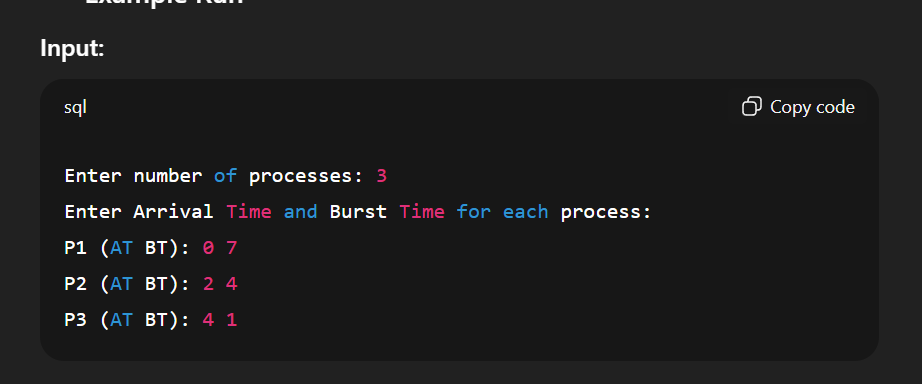 Input:
sql
Copy code
Enter number of processes: 3
Enter Arrival Time and Burst Time for each process:
P1 (AT BT): 0 7
P2 (AT BT): 2 4
P3 (AT BT): 4 1